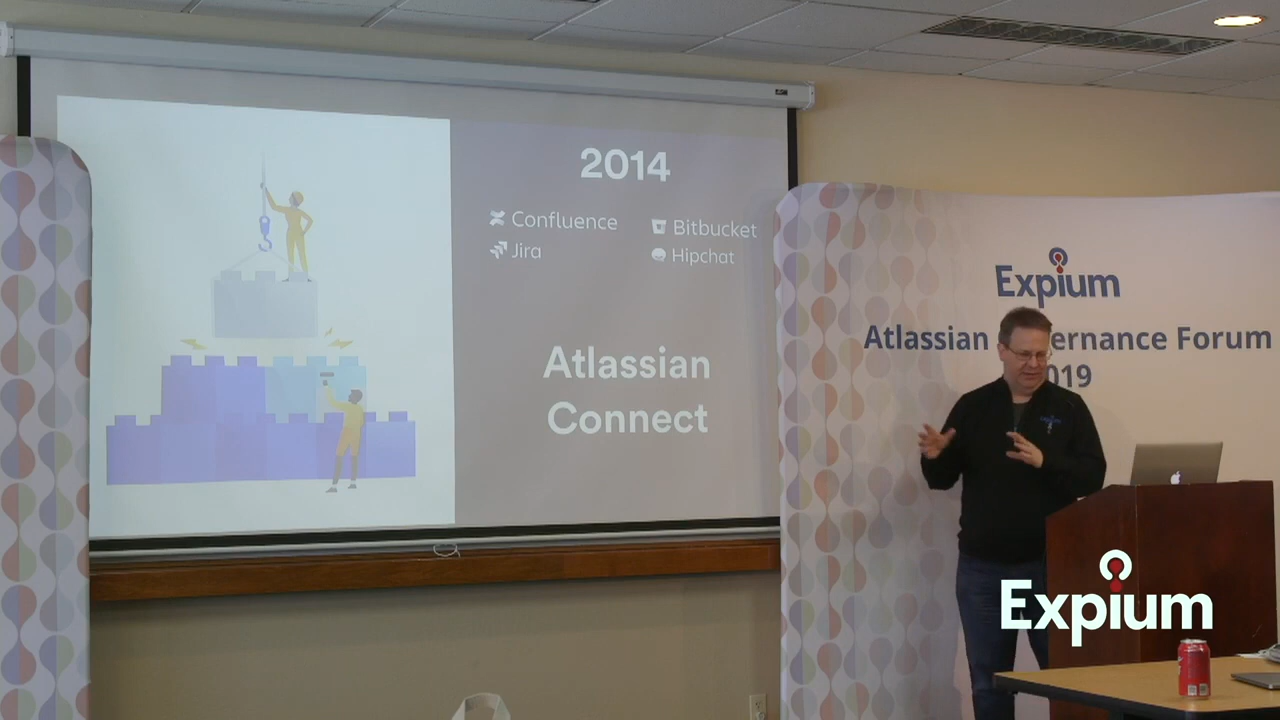 2014
Confluence
Bitbucket
Jira
Hipchat
Atlassian
Connect
Expium
Atlassian
ernance Forum
019
Expium